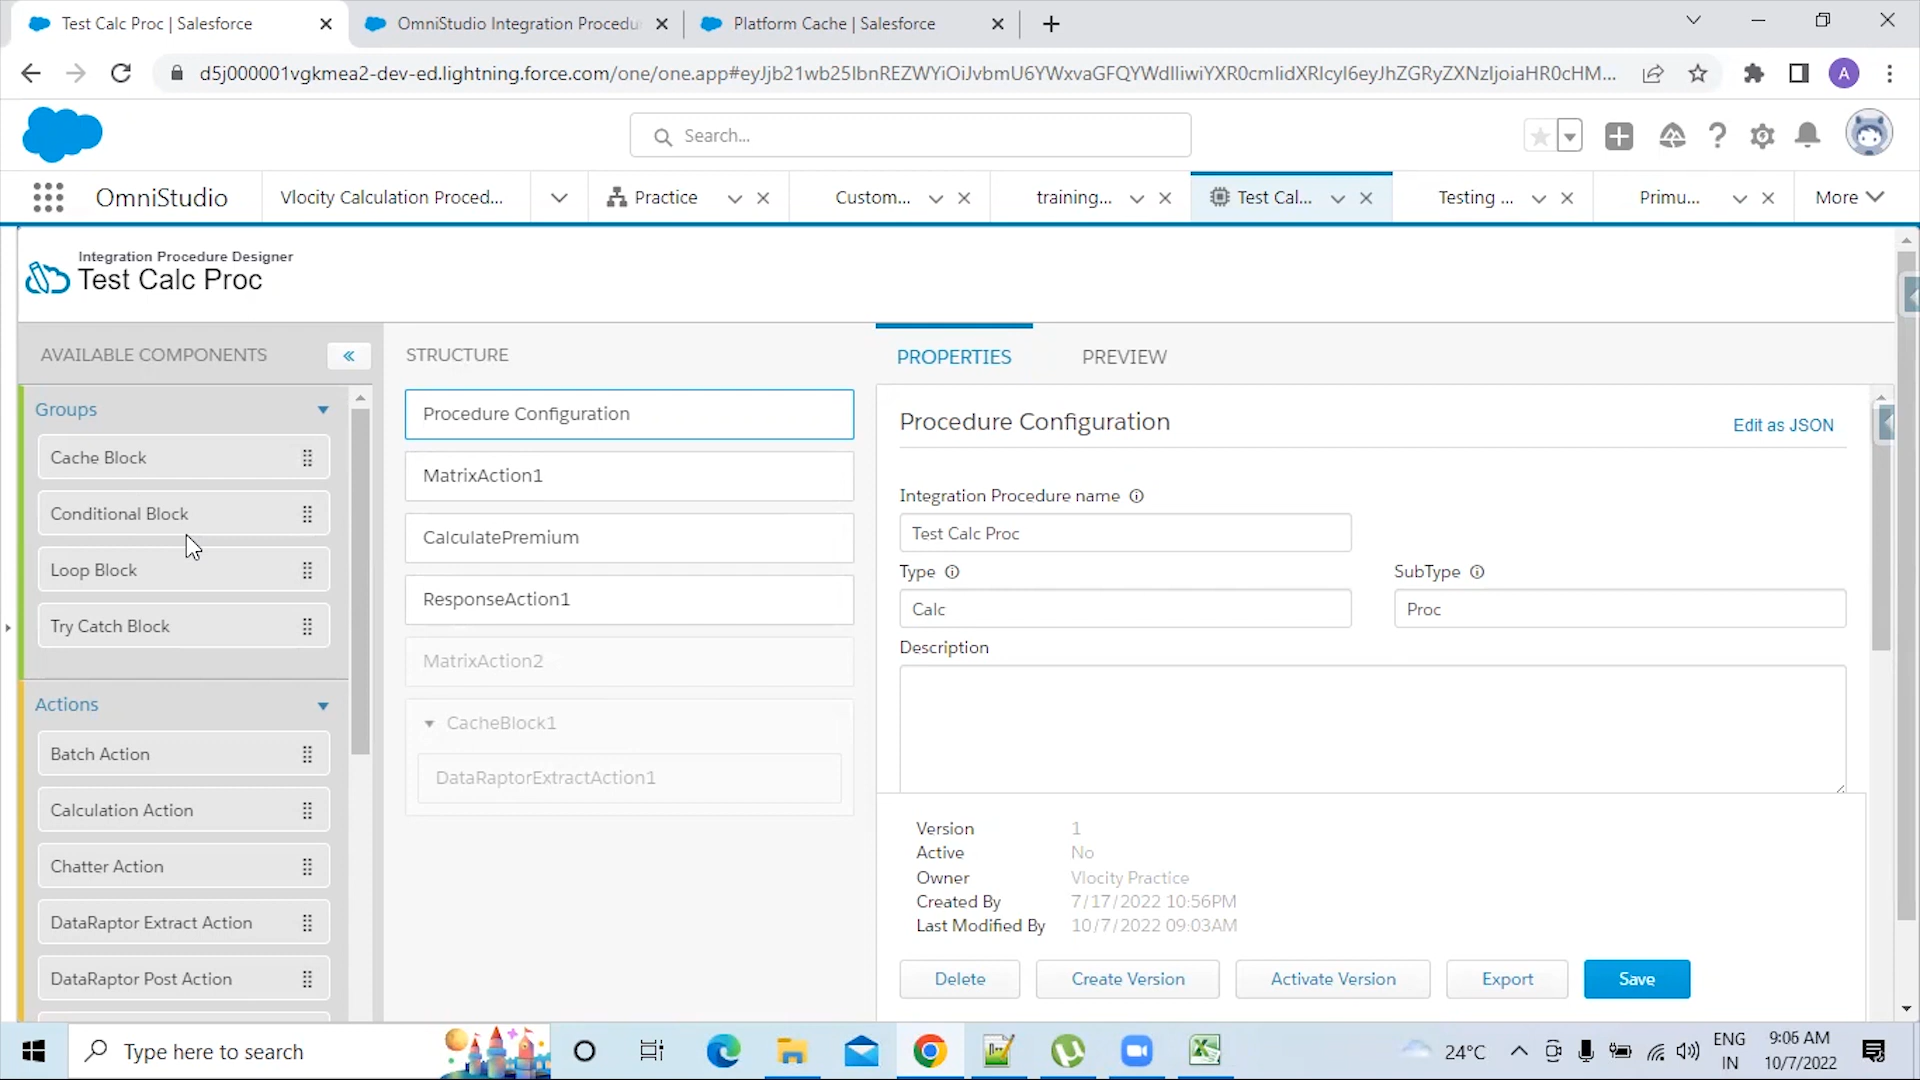 Test Calc Proc | Salesforce
OmniStudio Integration Procedu
Platform Cache | Salesforce
d5j000001vgkmea2-dev-ed.lightning.force.com/one/one.app#eyJjb21wb25lbnREZWYiOiJvbmU6YWxvaGFQYWdlIiwiYXR0cmlidXRlcyI6eyJhZGRyZXNzIjoiaHR0cHM...
A
Search...
OmniStudio
Vlocity Calculation Proced...
Practice
Custom...
training...
Test Cal...
Testing ...
Primu...
More
Integration Procedure Designer
Test Calc Proc
AVAILABLE COMPONENTS
Groups
Cache Block
Conditional Block
Loop Block
Try Catch Block
Actions
Batch Action
Calculation Action
Chatter Action
DataRaptor Extract Action
DataRaptor Post Action
STRUCTURE
Procedure Configuration
MatrixAction1
CalculatePremium
ResponseAction1
MatrixAction2
CacheBlock1
DataRaptorExtractAction1
PROPERTIES
PREVIEW
Procedure Configuration
Edit as JSON
Integration Procedure name
Test Calc Proc
Type
SubType
Calc
Proc
Description
Version 1
Active No
Owner Vlocity Practice
Created By 7/17/2022 10:56PM
Last Modified By 10/7/2022 09:03AM
Delete
Create Version
Activate Version
Export
Save
Type here to search
24°C
ENG
IN
9:06 AM
10/7/2022